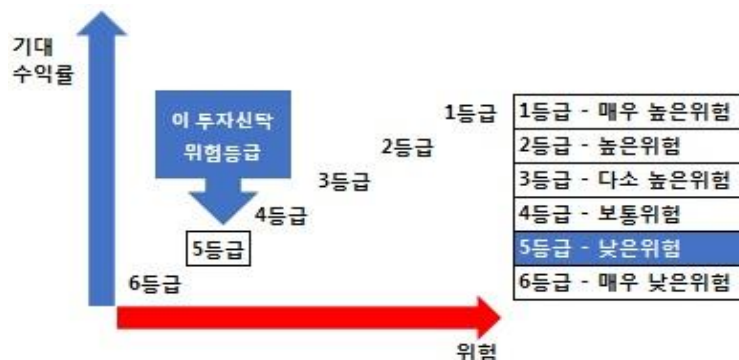 기대
수익률
이 투자신탁
위험등급
1등급
2등급
3등급
4등급
5등급
6등급
위험
1등급 - 매우 높은위험
2등급 - 높은위험
3등급 - 다소 높은위험
4등급 - 보통위험
5등급 - 낮은위험
6등급 - 매우 낮은위험